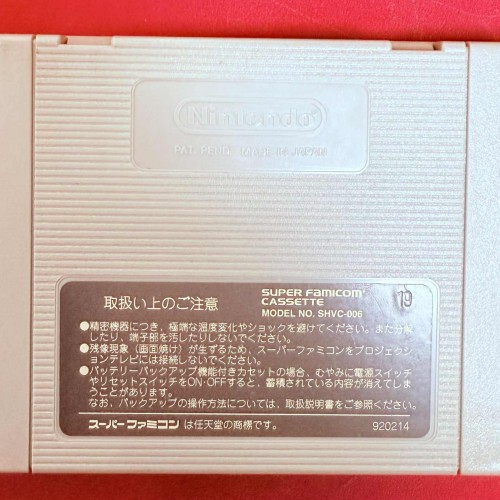 Nintendo
PAT. PEND. MADE IN JAPAN
取扱い上のご注意
SUPER FAMICOM
CASSETTE
MODEL NO. SHVC-006
19
●精密機器につき、極端な温度変化やショックを避けてください。また分解
したり、端子部を汚したりしないでください。
●残像現象（画面焼け）が生ずるため、スーパーファミコンをプロジェクショ
ンテレビには接続しないでください。
●バッテリーバックアップ機能付きカセットの場合、むやみに電源スイッチ
やリセットスイッチをON・OFFすると、蓄積されている内容が消えてしま
うことがあります。
なお、バックアップの操作方法については、取扱説明書をご参照ください。
スーパーファミコン は任天堂の商標です。
920214